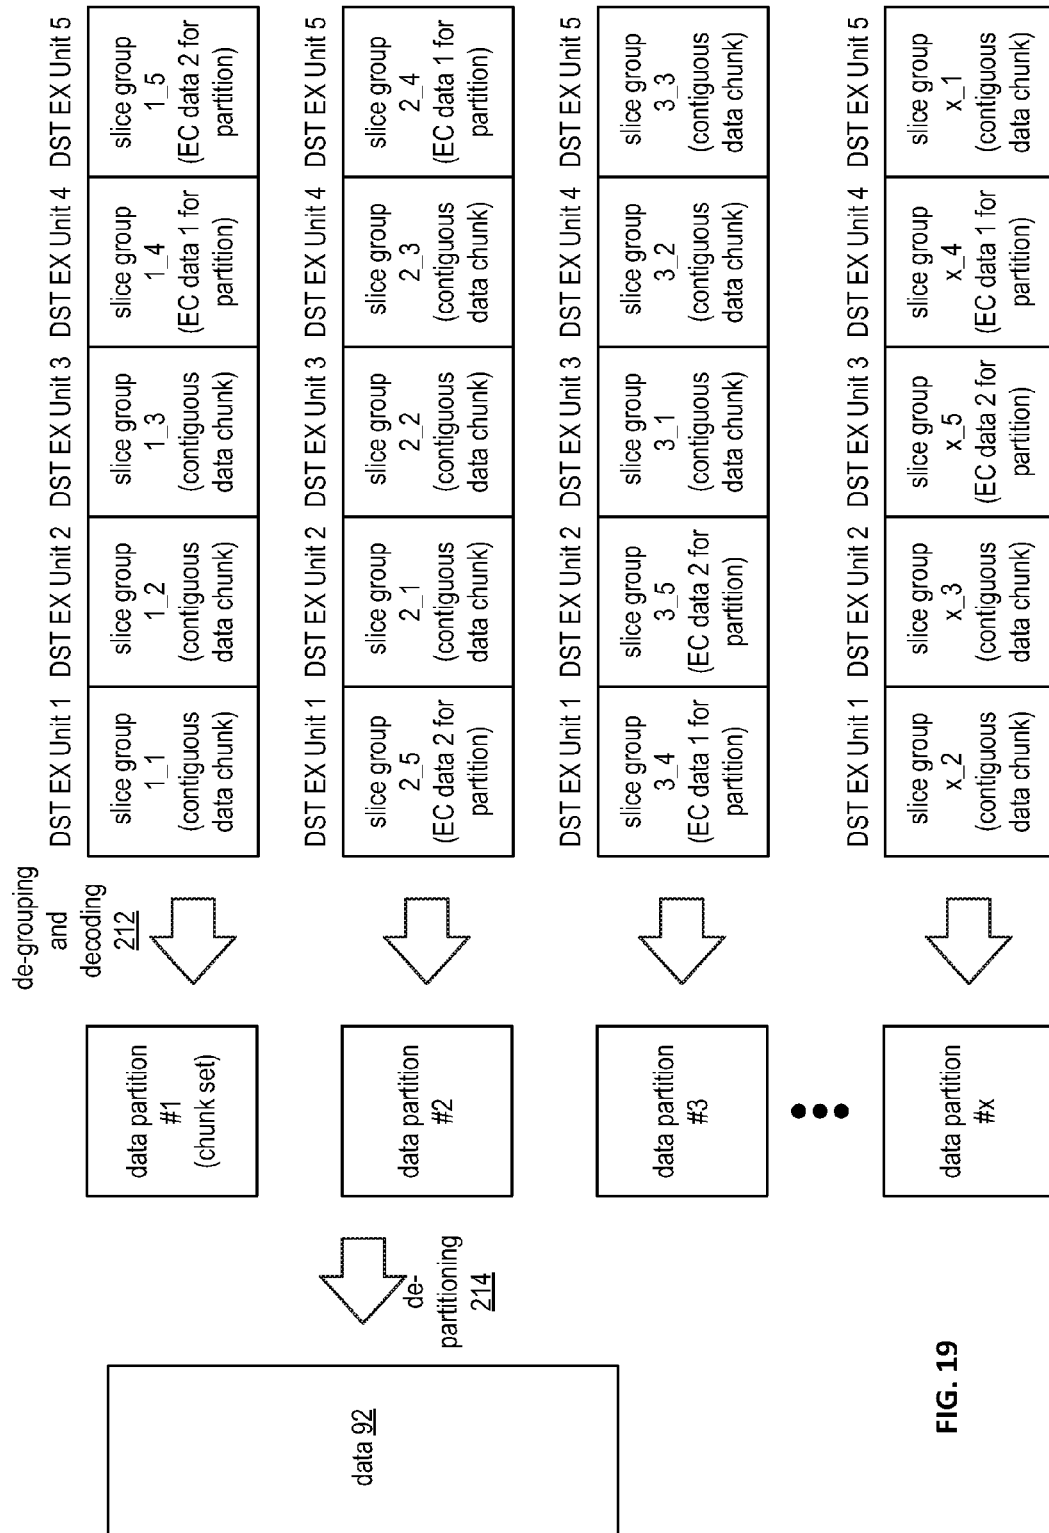 de-grouping
and
decoding
212
DST EX Unit 1
DST EX Unit 2
DST EX Unit 3
DST EX Unit 4
DST EX Unit 5
data partition
#1
(chunk set)
slice group
1_1
(contiguous
data chunk)
slice group
1_2
(contiguous
data chunk)
slice group
1_3
(contiguous
data chunk)
slice group
1_4
(EC data 1 for
partition)
slice group
1_5
(EC data 2 for
partition)
DST EX Unit 1
DST EX Unit 2
DST EX Unit 3
DST EX Unit 4
DST EX Unit 5
data 92
de-
partitioning
214
data partition
#2
slice group
2_5
(EC data 2 for
partition)
slice group
2_1
(contiguous
data chunk)
slice group
2_2
(contiguous
data chunk)
slice group
2_3
(contiguous
data chunk)
slice group
2_4
(EC data 1 for
partition)
DST EX Unit 1
DST EX Unit 2
DST EX Unit 3
DST EX Unit 4
DST EX Unit 5
data partition
#3
slice group
3_4
(EC data 1 for
partition)
slice group
3_5
(EC data 2 for
partition)
slice group
3_1
(contiguous
data chunk)
slice group
3_2
(contiguous
data chunk)
slice group
3_3
(contiguous
data chunk)
DST EX Unit 1
DST EX Unit 2
DST EX Unit 3
DST EX Unit 4
DST EX Unit 5
data partition
#x
slice group
x_2
(contiguous
data chunk)
slice group
x_3
(contiguous
data chunk)
slice group
x_5
(EC data 2 for
partition)
slice group
x_4
(EC data 1 for
partition)
slice group
x_1
(contiguous
data chunk)
FIG. 19